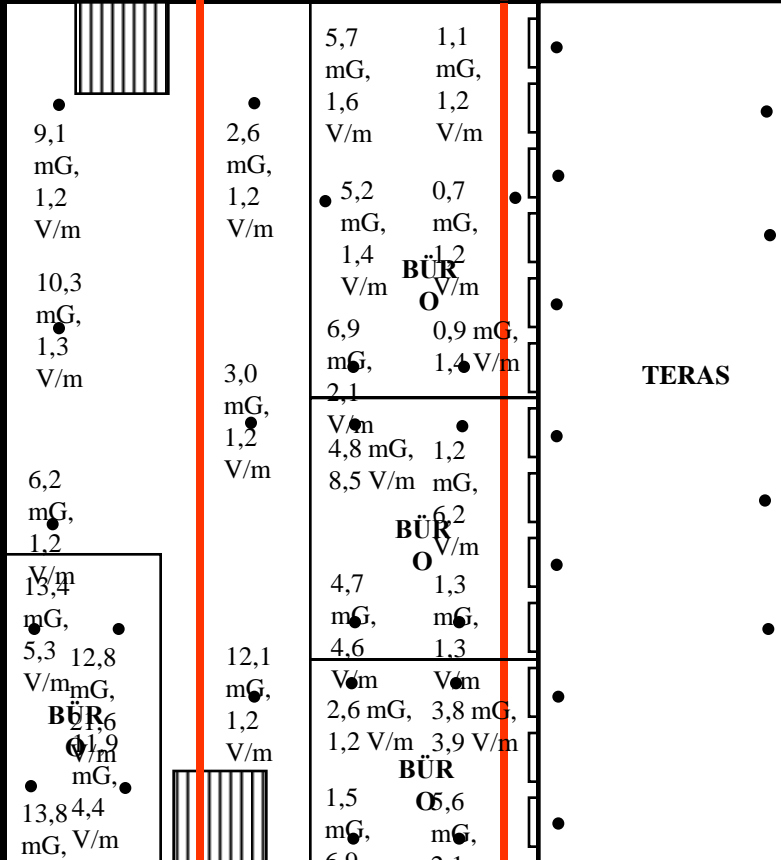 5,7
mG,
1,6
V/m
1,1
mG,
1,2
V/m
9,1
mG,
1,2
V/m
2,6
mG,
1,2
V/m
5,2
mG,
1,4
V/m
0,7
mG,
1,2
V/m
BÜR
O
10,3
mG,
1,3
V/m
6,9
mG,
2,1
V/m
0,9 mG,
1,4 V/m
3,0
mG,
1,2
V/m
TERAS
4,8 mG,
8,5 V/m
1,2
mG,
6,2
V/m
BÜR
O
6,2
mG,
1,2
V/m
4,7
mG,
4,6
V/m
1,3
mG,
1,3
V/m
13,4
mG,
5,3
V/m
12,8
mG,
21,6
V/m
BÜR
O
11,9
mG,
4,4
V/m
13,8
mG,
12,1
mG,
1,2
V/m
2,6 mG,
1,2 V/m
3,8 mG,
3,9 V/m
BÜR
O
1,5
mG,
6,9
5,6
mG,
2,1